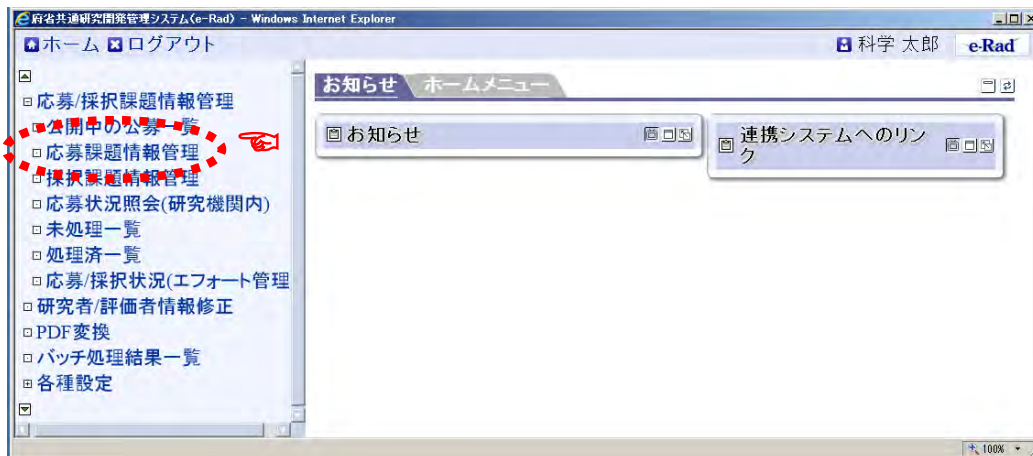 府省共通研究開発管理システム(e-Rad) - Windows Internet Explorer
ホーム ログアウト
科学 太郎 e-Rad
応募/採択課題情報管理
公開中の公募一覧
応募課題情報管理
採択課題情報管理
応募状況照会(研究機関内)
未処理一覧
処理済一覧
応募/採択状況(エフォート管理
研究者/評価者情報修正
PDF変換
バッチ処理結果一覧
各種設定
お知らせ ホームメニュー
お知らせ
連携システムへのリン
ク
100%